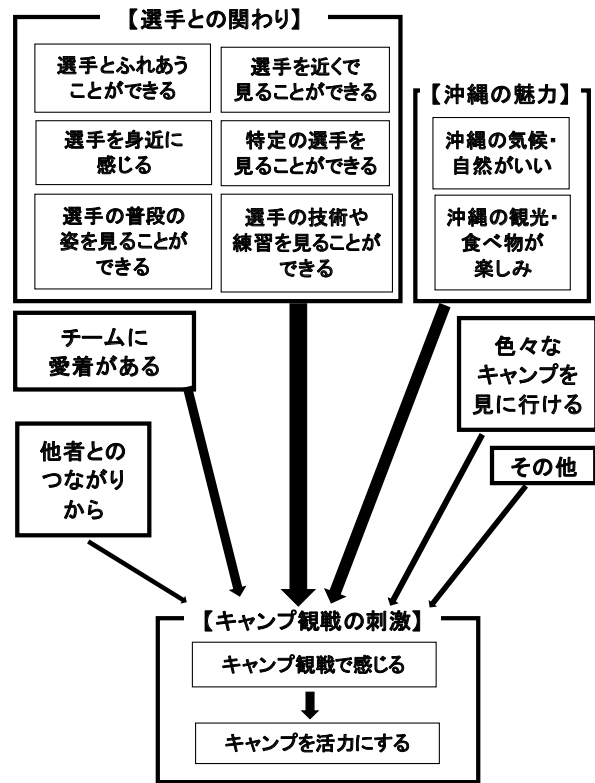 【選手との関わり】
選手とふれあう
ことができる
選手を近くで
見ることができる
選手を身近に
感じる
特定の選手を
見ることができる
選手の普段の
姿を見ることが
できる
選手の技術や
練習を見ることが
できる
【沖縄の魅力】
沖縄の気候・
自然がいい
沖縄の観光・
食べ物が
楽しみ
チームに
愛着がある
色々な
キャンプを
見に行ける
他者との
つながり
から
その他
【キャンプ観戦の刺激】
キャンプ観戦で感じる
キャンプを活力にする